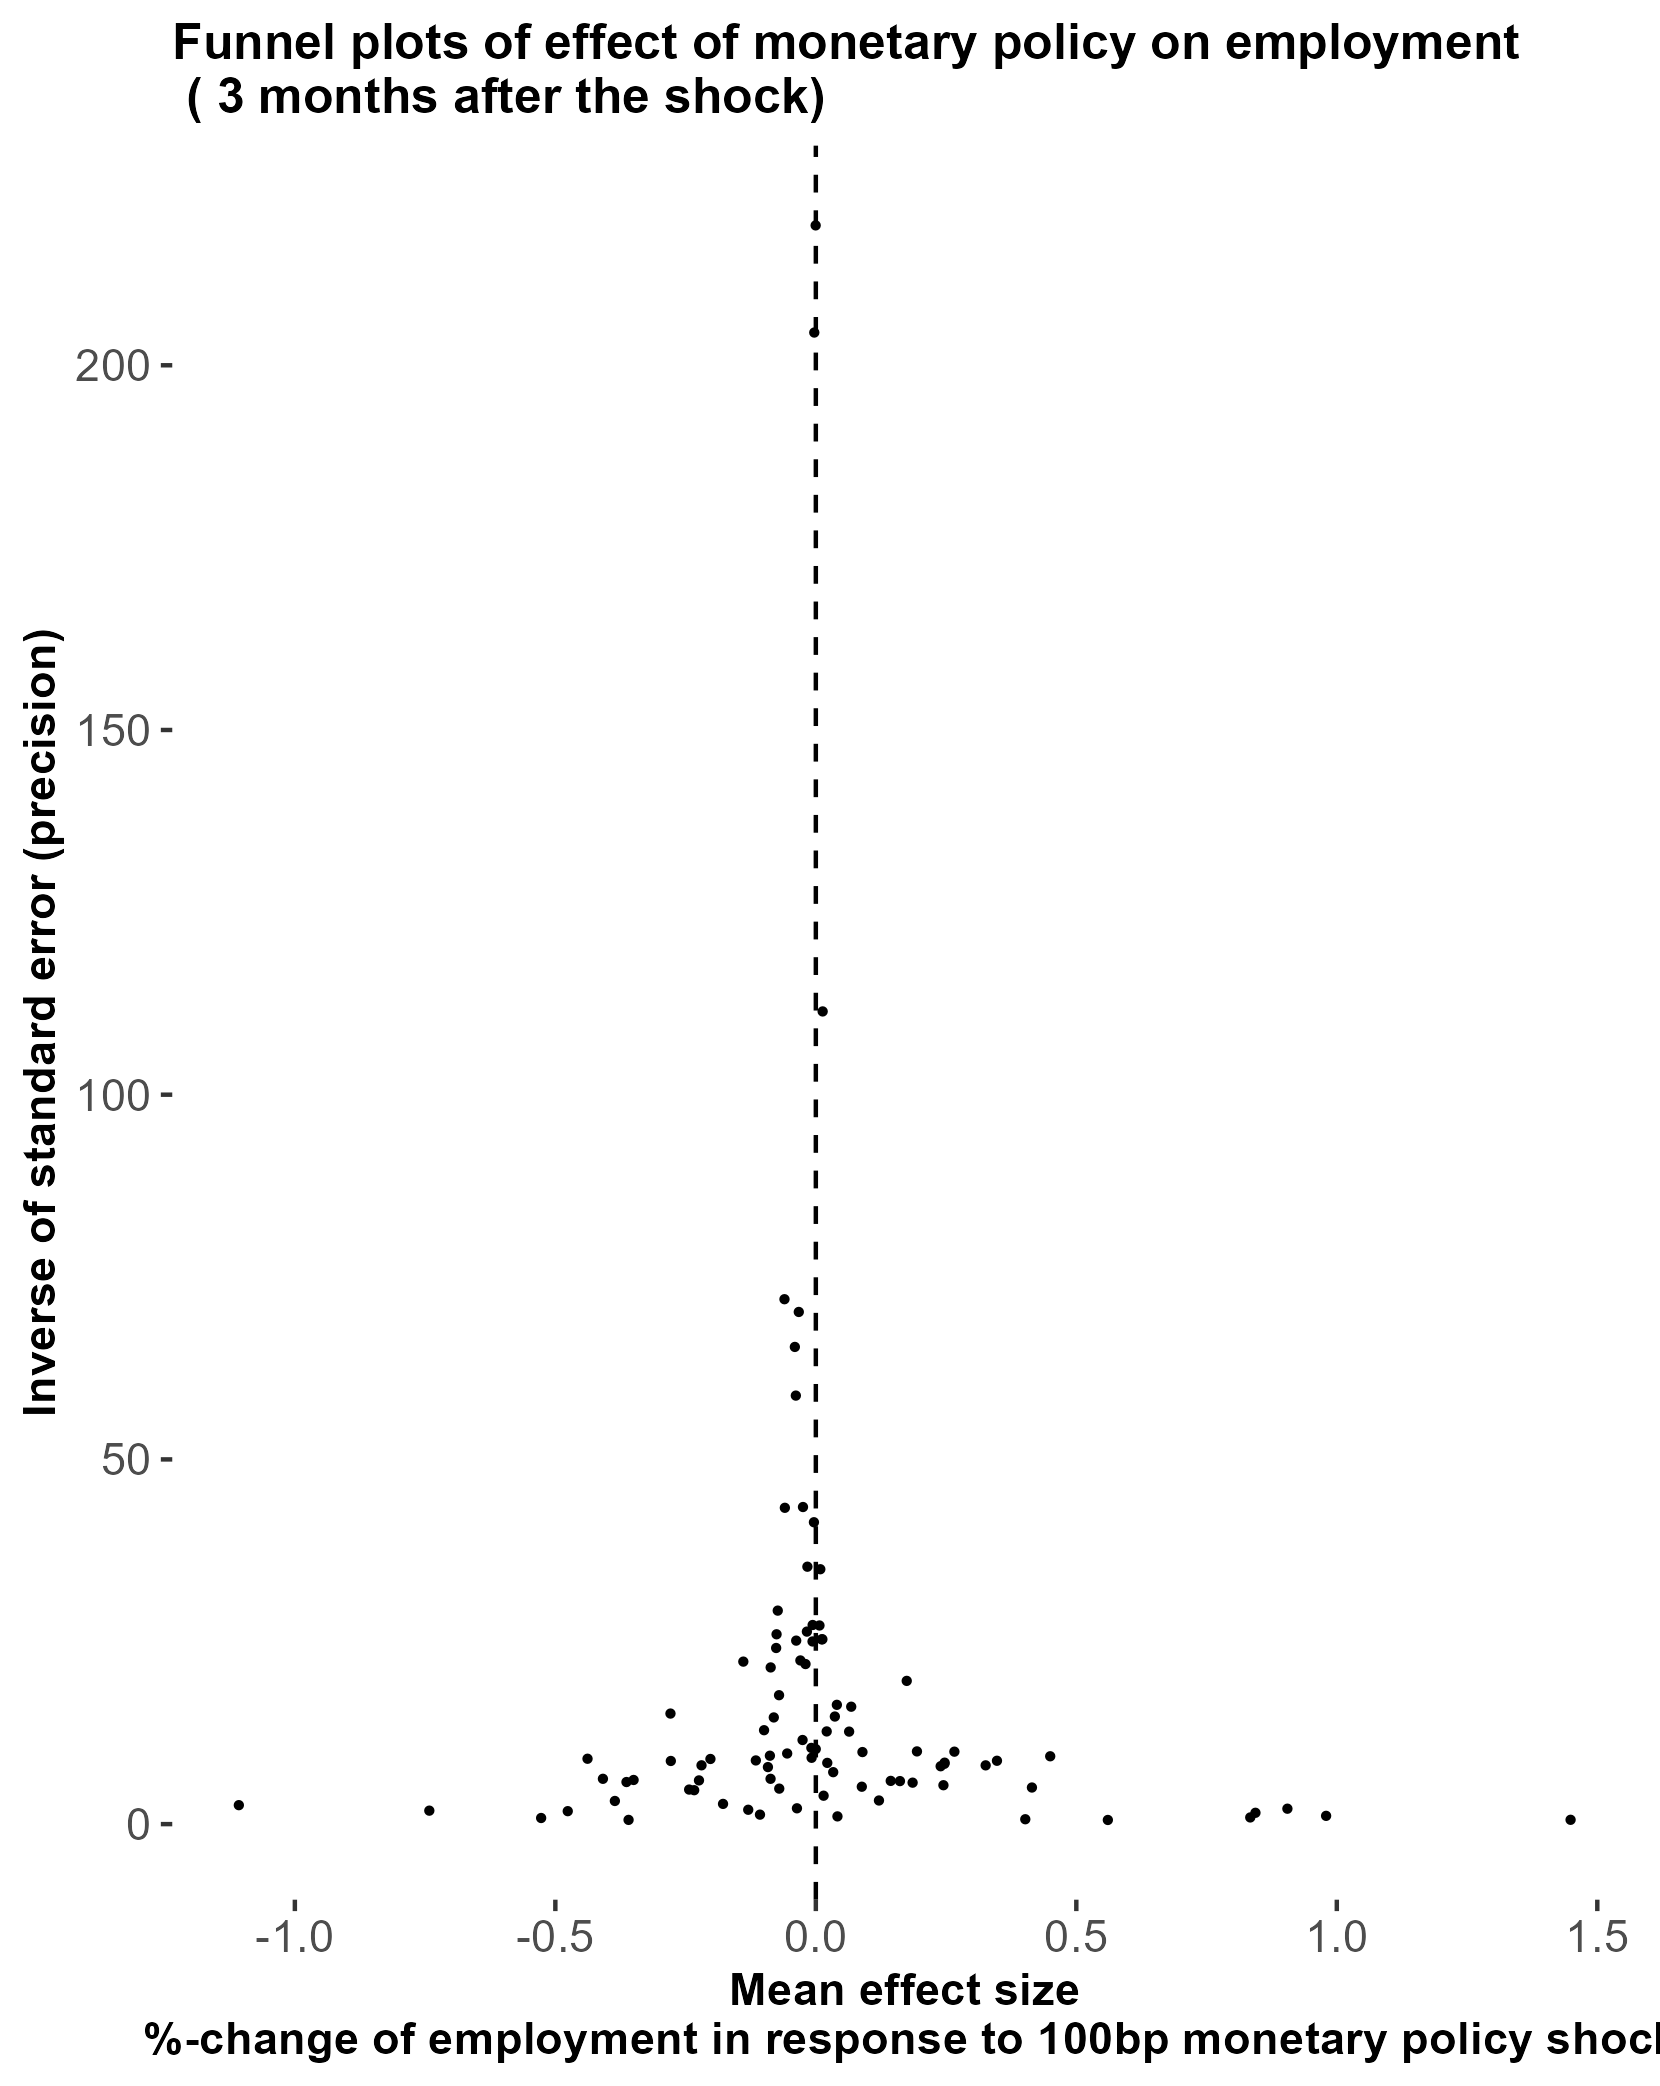 Funnel plots of effect of monetary policy on employment
( 3 months after the shock)
Inverse of standard error (precision)
200
150
100
50
0
-1.0 -0.5 0.0 0.5 1.0 1.5
Mean effect size
%-change of employment in response to 100bp monetary policy shock